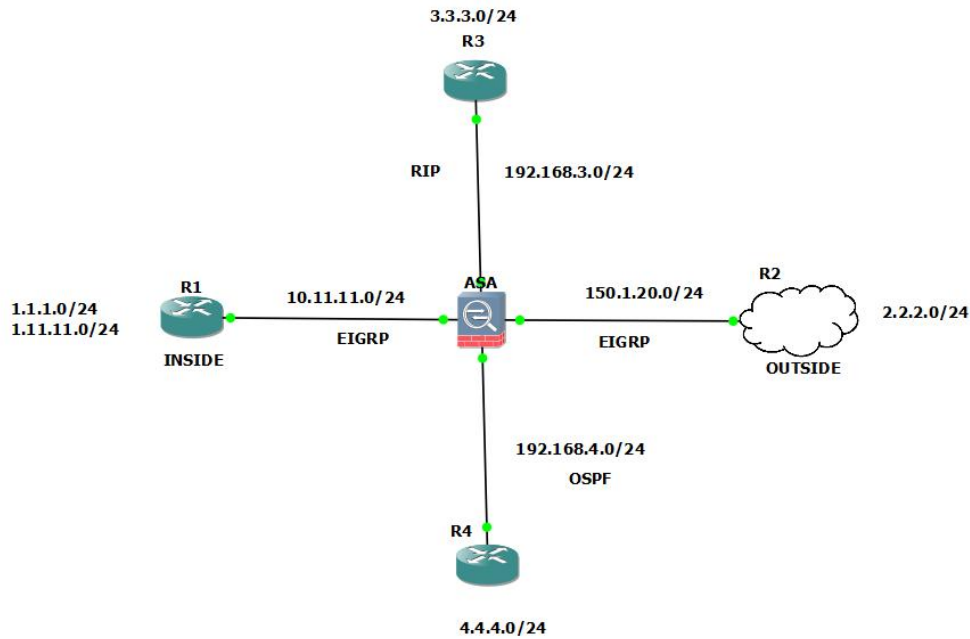 3.3.3.0/24
R3
RIP
192.168.3.0/24
ASA
R1
10.11.11.0/24
150.1.20.0/24
R2
1.1.1.0/24
1.11.11.0/24
2.2.2.0/24
EIGRP
EIGRP
INSIDE
OUTSIDE
192.168.4.0/24
OSPF
R4
4.4.4.0/24